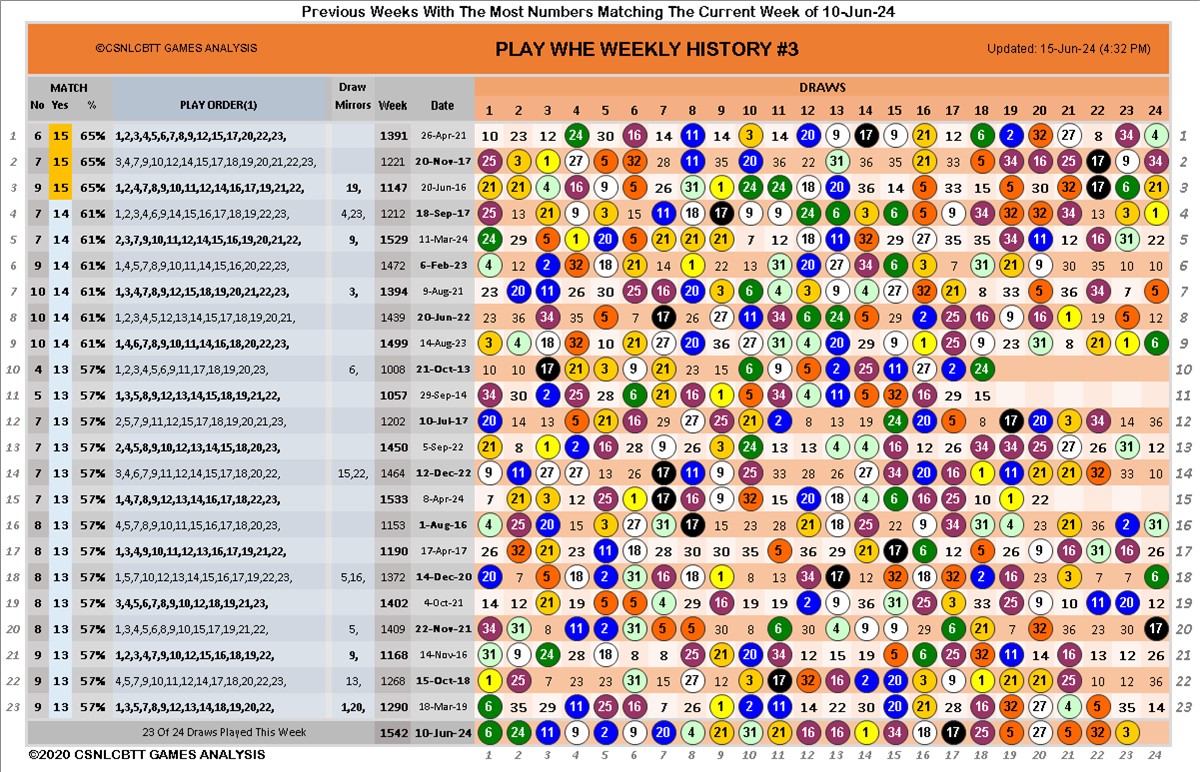 Previous Weeks With The Most Numbers Matching The Current Week of 10-Jun-24
©CSNLCBTT GAMES ANALYSIS PLAY WHE WEEKLY HISTORY #3 Updated: 15-Jun-24 (4:32 PM)
MATCH Draw DRAWS
No Yes % PLAY ORDER(1) Mirrors Week Date 1 2 3 4 5 6 7 8 9 10 11 12 13 14 15 16 17 18 19 20 21 22 23 24
1 6 15 65% 1,2,3,4,5,6,7,8,9,12,15,17,20,22,23, 1391 26-Apr-21 10 23 12 24 30 16 14 11 14 3 14 20 9 17 9 21 12 6 2 32 27 8 34 4 1
2 7 15 65% 3,4,7,9,10,12,14,15,17,18,19,20,21,22,23, 1221 20-Nov-17 25 3 1 27 5 32 28 11 35 20 36 22 31 36 35 21 33 5 34 16 25 17 9 34 2
3 9 15 65% 1,2,4,7,8,9,10,11,12,14,16,17,19,21,22, 19, 1147 20-Jun-16 21 21 4 16 9 5 26 31 1 24 24 18 20 36 14 5 33 15 5 30 32 17 6 21 3
4 7 14 61% 1,2,3,4,6,9,14,15,16,17,18,19,22,23, 4,23, 1212 18-Sep-17 25 13 21 9 3 15 11 18 17 9 9 24 6 3 6 5 9 34 32 32 34 13 3 1 4
5 7 14 61% 2,3,7,9,10,11,12,14,15,16,19,20,21,22, 9, 1529 11-Mar-24 24 29 5 1 20 5 21 21 21 7 12 18 11 32 29 27 35 35 34 11 12 16 31 22 5
6 9 14 61% 1,4,5,7,8,9,10,11,14,15,16,20,22,23, 1472 6-Feb-23 4 12 2 32 18 21 14 1 22 13 31 20 27 34 6 3 7 31 21 9 30 35 10 10 6
7 10 14 61% 1,3,4,7,8,9,12,15,18,19,20,21,22,23, 3, 1394 9-Aug-21 23 20 11 26 30 25 16 20 3 6 4 3 9 4 27 32 21 8 33 5 36 34 7 5 7
8 10 14 61% 1,2,3,4,5,12,13,14,15,17,18,19,20,21, 1439 20-Jun-22 23 36 34 35 5 7 17 26 27 11 34 6 24 5 29 2 25 16 9 16 1 19 5 12 8
9 10 14 61% 1,4,6,7,8,9,10,11,12,14,18,19,22,23, 1499 14-Aug-23 3 4 18 32 10 21 27 20 36 27 31 4 20 29 9 1 25 9 23 31 8 21 1 6 9
10 4 13 57% 1,2,3,4,5,6,9,11,17,18,19,20,23, 6, 1008 21-Oct-13 10 10 17 21 3 9 21 23 15 6 9 5 2 25 11 27 2 24 10
11 5 13 57% 1,3,5,8,9,12,13,14,15,18,19,21,22, 1057 29-Sep-14 34 30 2 25 28 6 21 16 1 5 34 4 11 5 32 16 29 15 11
12 7 13 57% 2,5,7,9,11,12,15,17,18,19,20,21,23, 1202 10-Jul-17 20 14 13 5 21 16 29 27 25 21 2 8 13 19 24 20 5 8 17 20 3 34 14 36 12
13 7 13 57% 2,4,5,8,9,10,12,13,14,15,18,20,23, 1450 5-Sep-22 21 8 1 2 16 28 9 26 3 24 13 13 4 4 16 12 26 34 34 25 27 26 31 12 13
14 7 13 57% 3,4,6,7,9,11,12,14,15,17,18,20,22, 15,22, 1464 12-Dec-22 9 11 27 27 13 26 17 11 9 25 33 28 26 27 34 20 16 1 11 21 21 32 33 10 14
15 7 13 57% 1,4,7,8,9,12,13,14,16,17,18,22,23, 1533 8-Apr-24 7 21 3 12 25 1 17 16 9 32 15 20 18 4 6 16 25 10 1 22 15
16 8 13 57% 4,5,7,8,9,10,11,15,16,17,18,20,23, 1153 1-Aug-16 4 25 20 15 3 27 31 17 15 23 28 21 18 25 22 9 34 31 4 23 21 36 2 31 16
17 8 13 57% 1,3,4,9,10,11,12,13,16,17,19,21,22, 1190 17-Apr-17 26 32 21 23 11 18 28 30 30 35 5 36 29 21 17 6 12 5 26 9 16 31 16 26 17
18 8 13 57% 1,5,7,10,12,13,14,15,16,17,19,22,23, 5,16, 1372 14-Dec-20 20 7 5 18 2 31 16 18 1 8 12 34 17 12 32 18 32 2 16 23 3 7 7 6 18
19 8 13 57% 3,4,5,6,7,8,9,10,12,18,19,21,23, 1402 4-Oct-21 14 12 21 19 5 5 4 29 16 19 19 2 9 36 31 25 3 33 25 9 10 11 20 12 19
20 8 13 57% 1,3,4,5,6,8,9,10,15,17,19,21,22, 5, 1409 22-Nov-21 34 31 8 11 2 31 5 5 30 8 6 30 4 9 9 29 6 21 7 32 36 23 30 17 20
21 9 13 57% 1,2,3,4,7,9,10,12,15,16,18,19,22, 9, 1168 14-Nov-16 31 9 24 28 18 8 8 25 21 20 34 12 15 19 5 6 25 32 11 14 16 13 12 26 21
22 9 13 57% 4,5,7,9,10,12,13,15,17,18,20,22,23, 13, 1268 15-Oct-18 1 25 7 23 23 31 15 27 12 3 17 32 16 2 20 3 9 1 21 21 25 10 12 36 22
23 9 13 57% 1,3,5,7,8,9,12,13,14,18,19,20,22, 1,20, 1290 18-Mar-19 6 35 29 11 25 16 7 26 1 2 11 28 9 9 20 21 28 16 32 27 4 5 35 14 23
23 Of 24 Draws Played This Week 1542 10-Jun-24 6 24 11 9 2 9 20 4 21 31 21 16 16 1 34 18 17 25 5 27 5 32 3
©2020 CSNLCBTT GAMES ANALYSIS 1 2 3 4 5 6 7 8 9 10 11 12 13 14 15 16 17 18 19 20 21 22 23 24